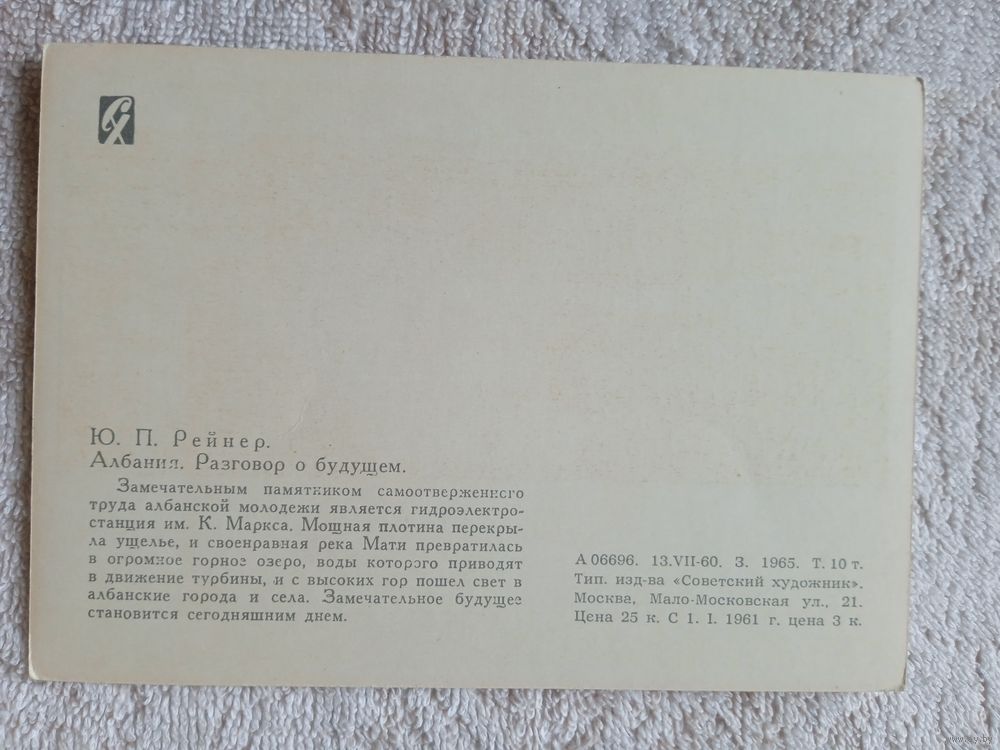 СХ
Ю. П. Рейнер.
Албания. Разговор о будущем.
Замечательным памятником самоотверженного
труда албанской молодежи является гидроэлектро-
станция им. К. Маркса. Мощная плотина перекры-
ла ущелье, и своенравная река Мати превратилась
в огромное горное озеро, воды которого приводят
в движение турбины, и с высоких гор пошел свет в
албанские города и села. Замечательное будущее
становится сегодняшним днем.
А 06696. 13.VII-60. З. 1965. Т. 10 т.
Тип. изд-ва «Советский художник».
Москва, Мало-Московская ул., 21.
Цена 25 к. С 1. I. 1961 г. цена 3 к.